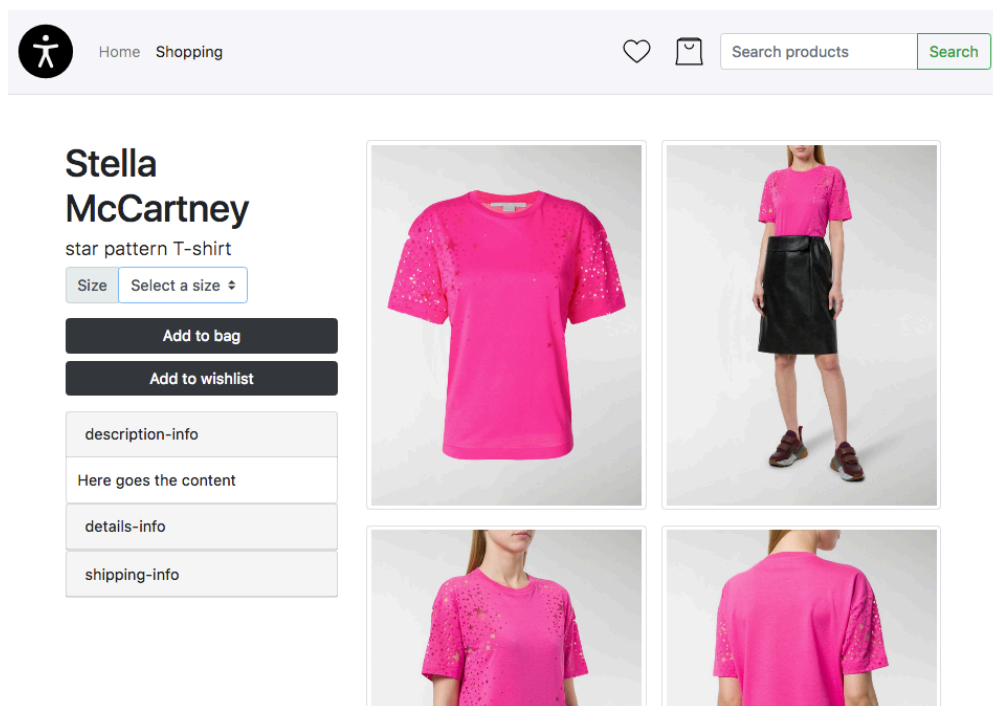 Home Shopping Search products Search
Stella
McCartney
star pattern T-shirt
Size Select a size
Add to bag
Add to wishlist
description-info
Here goes the content
details-info
shipping-info